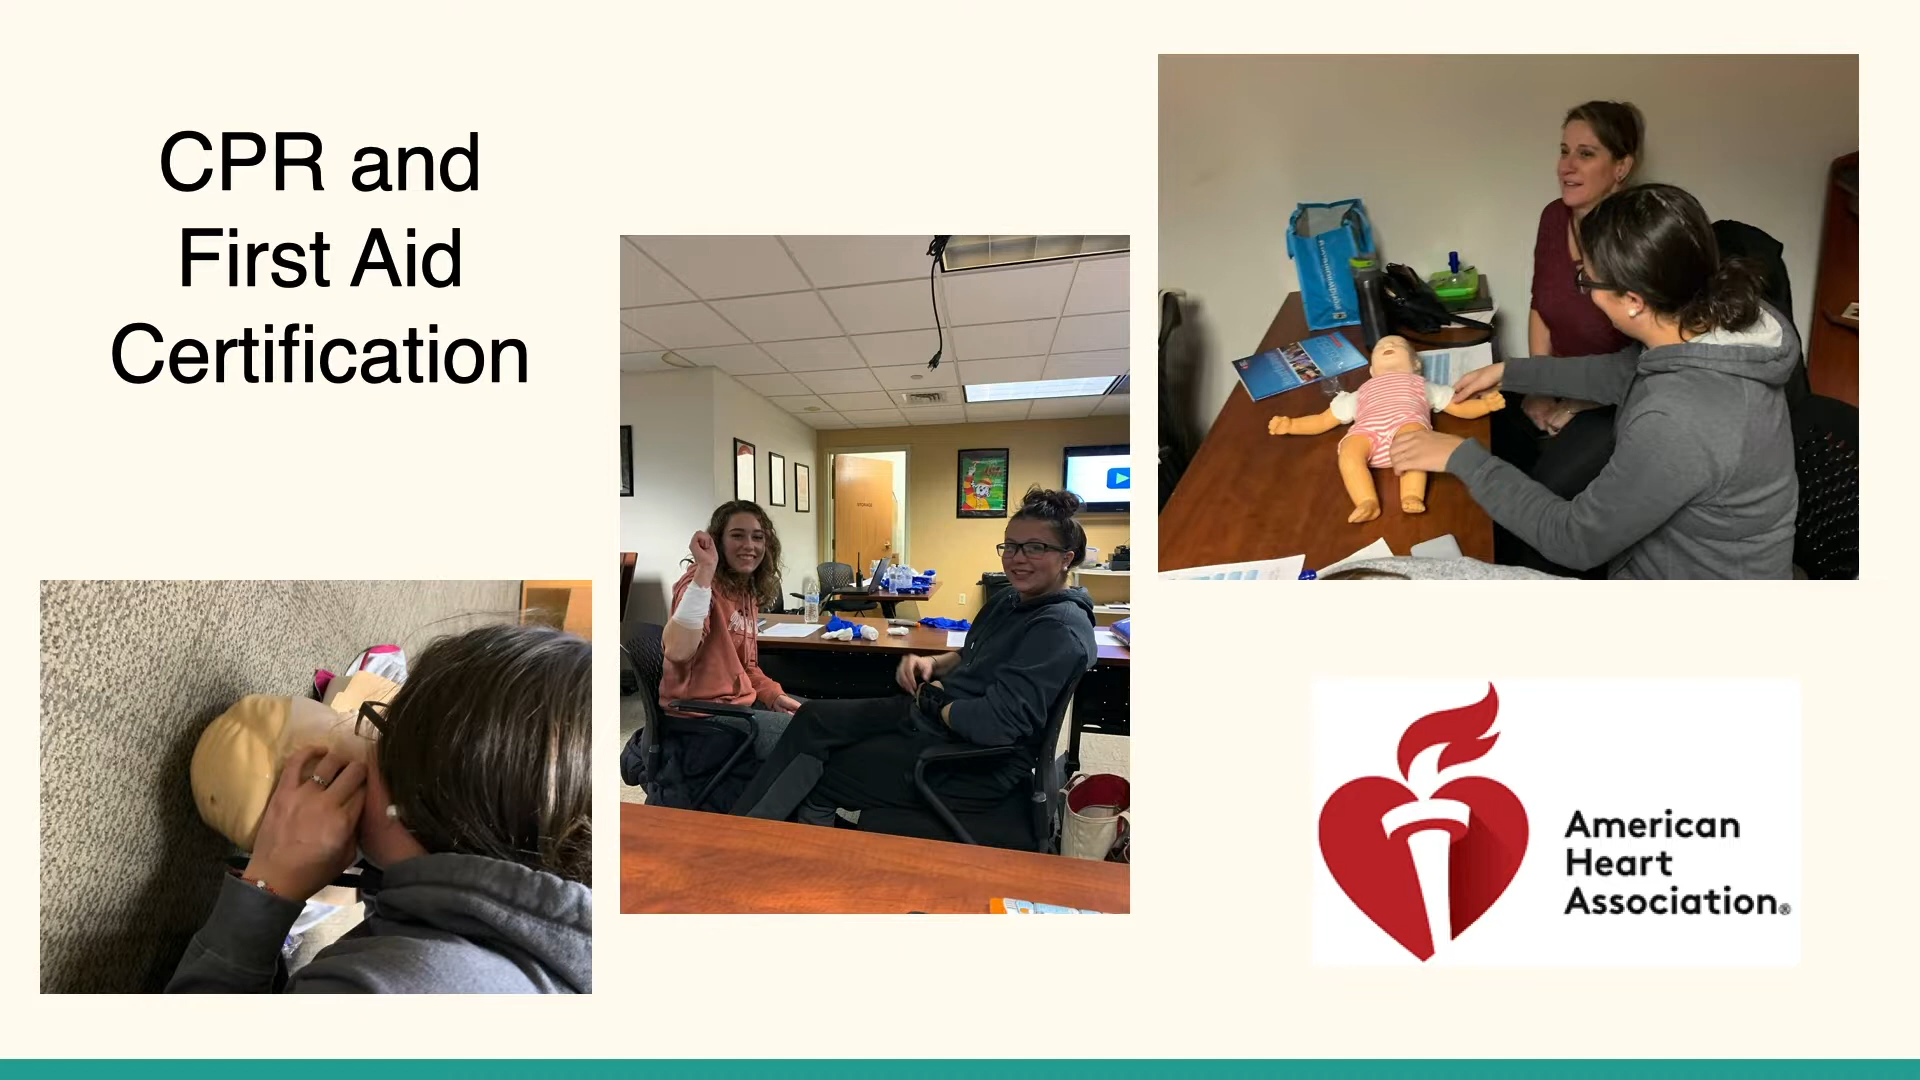 CPR and
First Aid
Certification
American
Heart
Association®